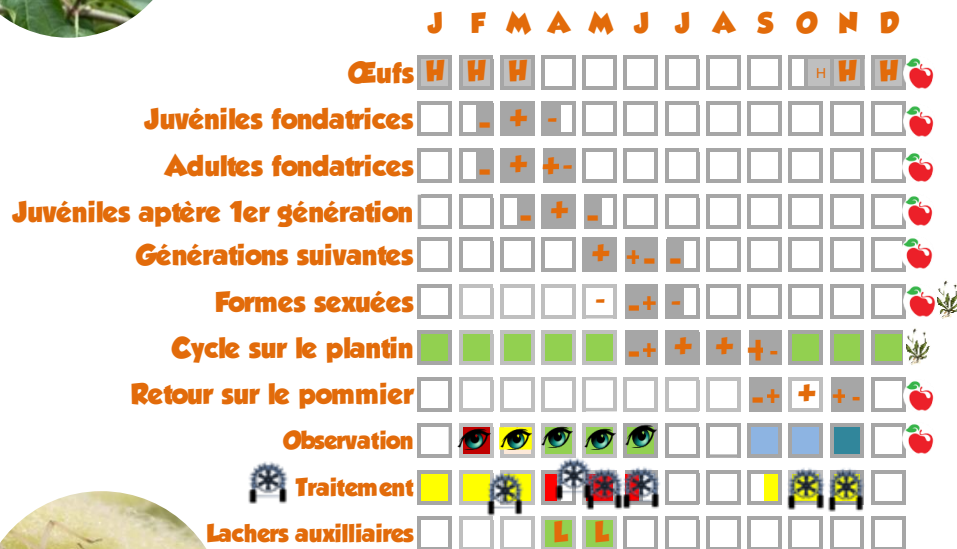 J F M A M J J A S O N D
Œufs H H H H H H
Juvéniles fondatrices - + -
Adultes fondatrices - + + -
Juvéniles aptère 1er génération - + -
Générations suivantes + + - -
Formes sexuées - - + -
Cycle sur le plantin - + + + + -
Retour sur le pommier - + + + -
Observation
Traitement
Lachers auxilliaires L L